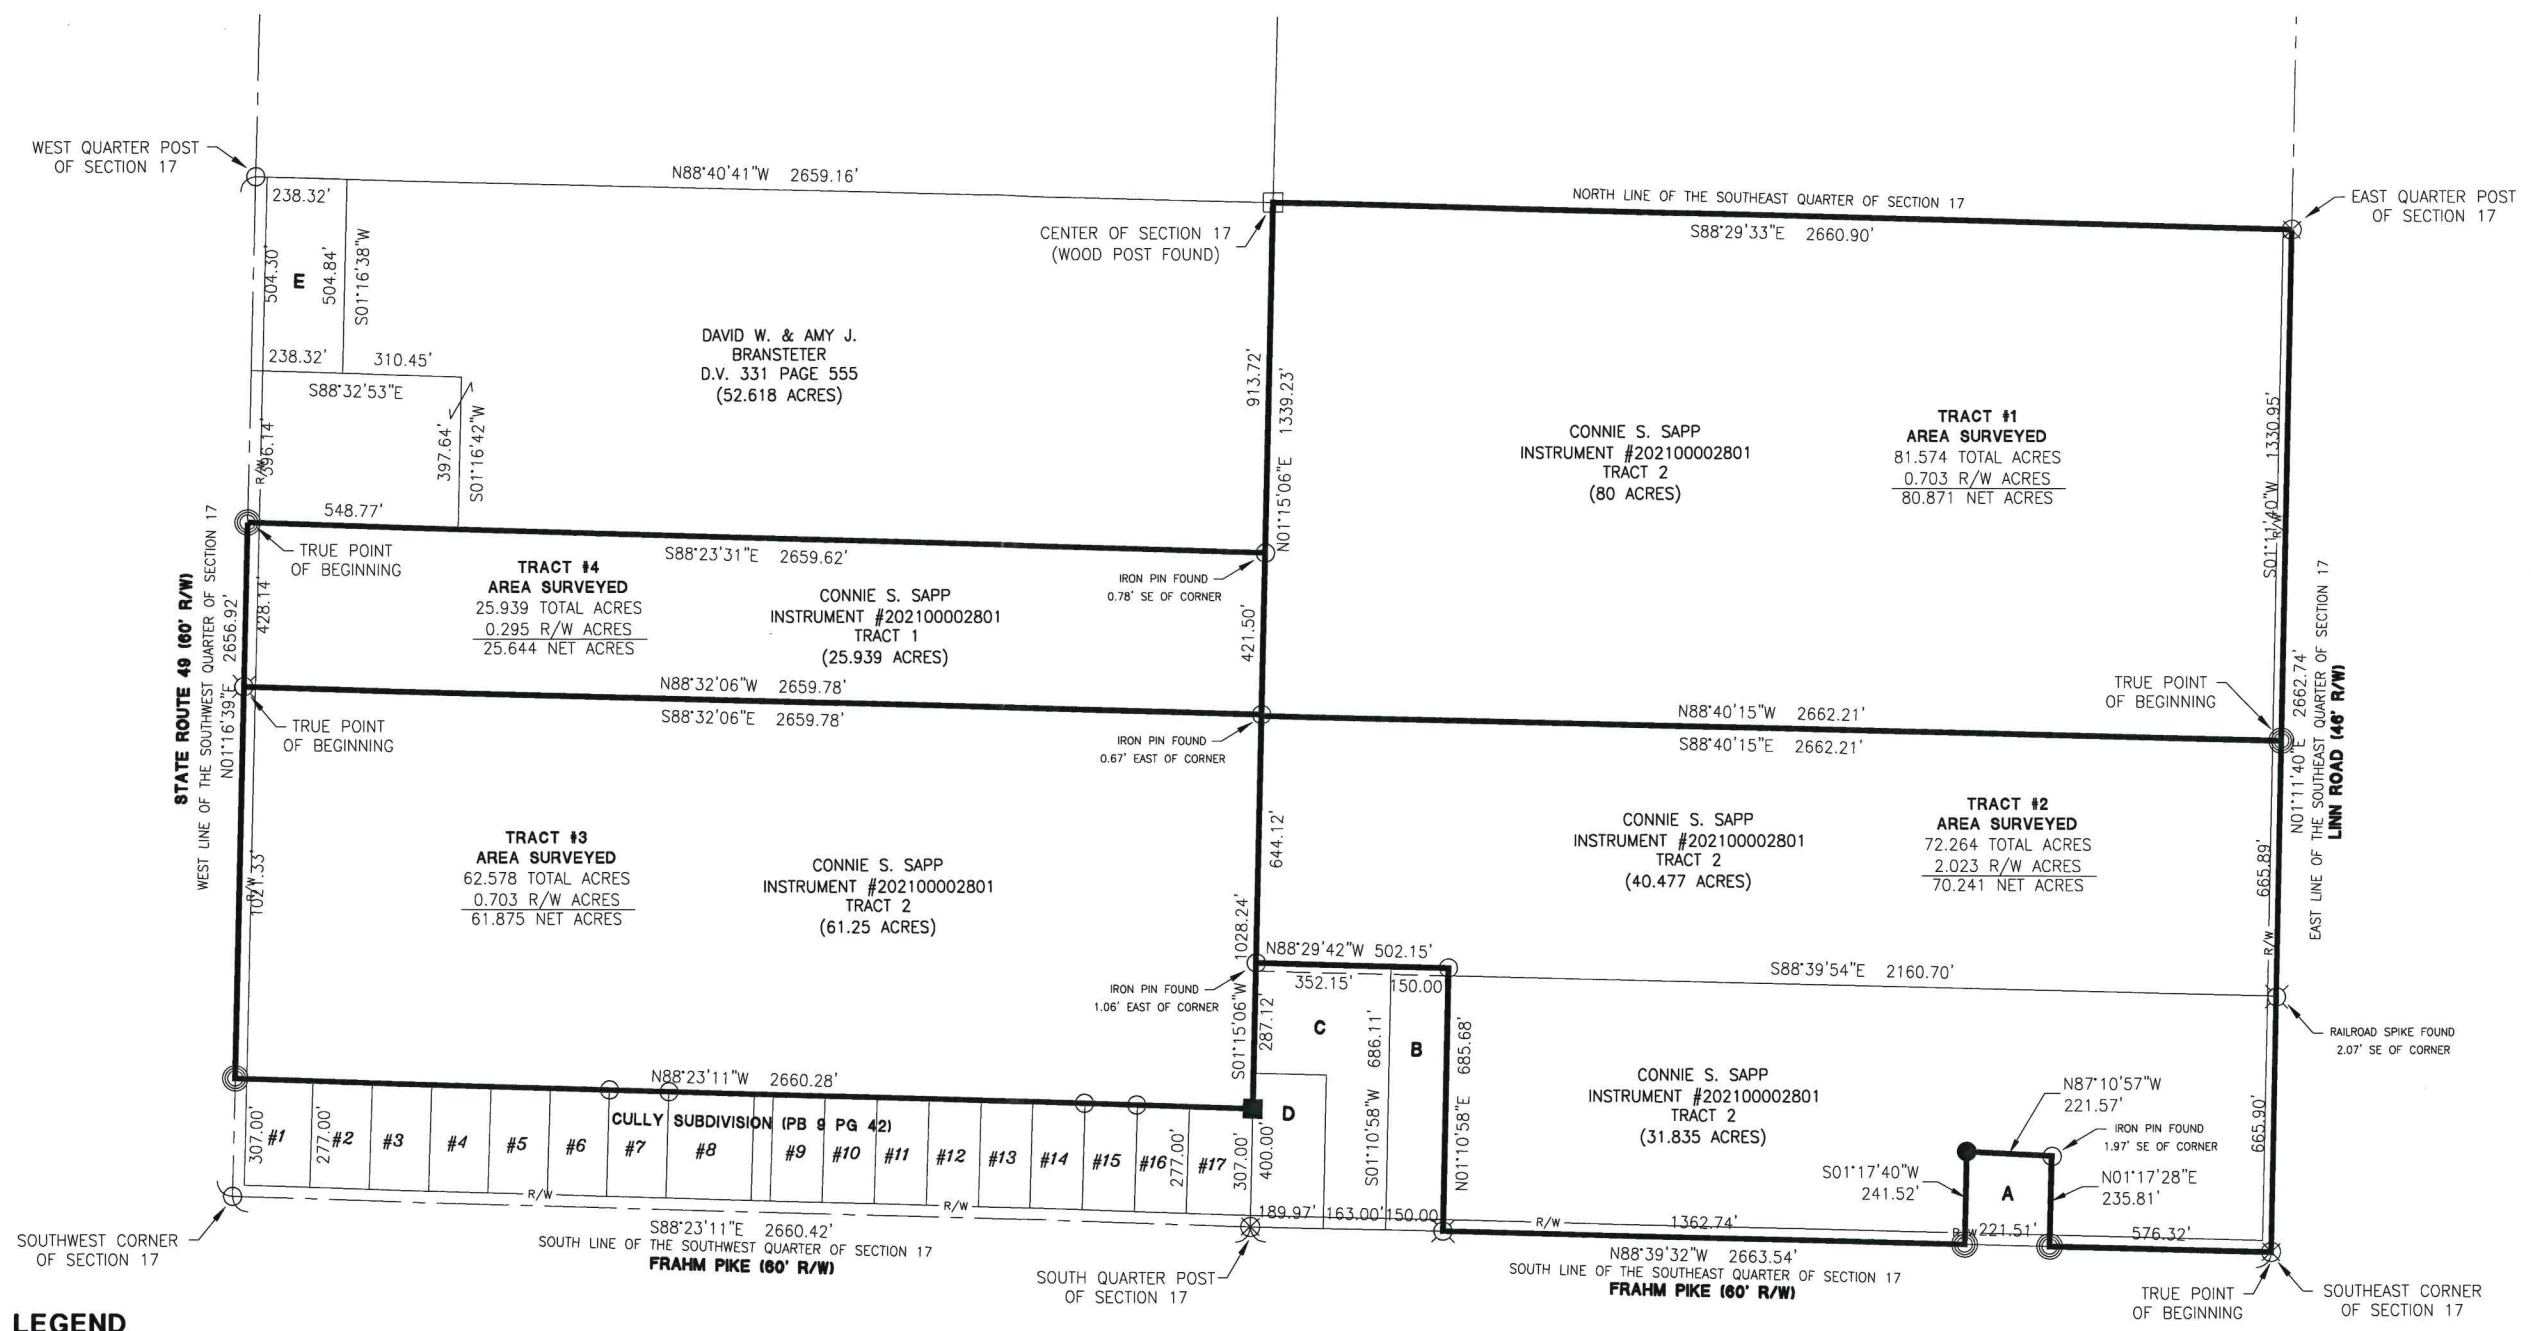 WEST QUARTER POST
OF SECTION 17
N88°40'41"W 2659.16'
238.32'
504.30'
E
504.84'
S01°16'38"W
238.32'
310.45'
S88°32'53"E
R/W
396.14'
397.64'
S01°16'42"W
DAVID W. & AMY J.
BRANSTETER
D.V. 331 PAGE 555
(52.618 ACRES)
CENTER OF SECTION 17
(WOOD POST FOUND)
NORTH LINE OF THE SOUTHEAST QUARTER OF SECTION 17
S88°29'33"E 2660.90'
EAST QUARTER POST
OF SECTION 17
913.72'
N01°15'06"E 1339.23'
CONNIE S. SAPP
INSTRUMENT #202100002801
TRACT 2
(80 ACRES)
TRACT #1
AREA SURVEYED
81.574 TOTAL ACRES
0.703 R/W ACRES
80.871 NET ACRES
S01°11'40"W 1330.95'
R/W
548.77'
S88°23'31"E 2659.62'
TRUE POINT
OF BEGINNING
TRACT #4
AREA SURVEYED
25.939 TOTAL ACRES
0.295 R/W ACRES
25.644 NET ACRES
CONNIE S. SAPP
INSTRUMENT #202100002801
TRACT 1
(25.939 ACRES)
IRON PIN FOUND
0.78' SE OF CORNER
421.50'
428.14'
STATE ROUTE 49 (60' R/W)
WEST LINE OF THE SOUTHWEST QUARTER OF SECTION 17
N01°16'39"E 2656.92'
N88°32'06"W 2659.78'
S88°32'06"E 2659.78'
TRUE POINT
OF BEGINNING
IRON PIN FOUND
0.67' EAST OF CORNER
N88°40'15"W 2662.21'
S88°40'15"E 2662.21'
TRUE POINT
OF BEGINNING
N01°11'40"E 2662.74'
EAST LINE OF THE SOUTHEAST QUARTER OF SECTION 17
LINN ROAD (46' R/W)
TRACT #3
AREA SURVEYED
62.578 TOTAL ACRES
0.703 R/W ACRES
61.875 NET ACRES
CONNIE S. SAPP
INSTRUMENT #202100002801
TRACT 2
(61.25 ACRES)
R/W
1021.33'
644.12'
1028.24'
CONNIE S. SAPP
INSTRUMENT #202100002801
TRACT 2
(40.477 ACRES)
TRACT #2
AREA SURVEYED
72.264 TOTAL ACRES
2.023 R/W ACRES
70.241 NET ACRES
665.89'
R/W
N88°29'42"W 502.15'
352.15'
150.00
S88°39'54"E 2160.70'
IRON PIN FOUND
1.06' EAST OF CORNER
S01°15'06"W
287.12'
C
686.11'
S01°10'58"W
B
685.68'
N01°10'58"E
RAILROAD SPIKE FOUND
2.07' SE OF CORNER
CONNIE S. SAPP
INSTRUMENT #202100002801
TRACT 2
(31.835 ACRES)
N87°10'57"W
221.57'
IRON PIN FOUND
1.97' SE OF CORNER
665.90'
N88°23'11"W 2660.28'
CULLY SUBDIVISION (PB 9 PG 42)
307.00'
#1
277.00'
#2
#3
#4
#5
#6
#7
#8
#9
#10
#11
#12
#13
#14
#15
#16
277.00'
#17
307.00'
400.00'
D
S01°17'40"W
241.52'
A
N01°17'28"E
235.81'
R/W
R/W
189.97'
163.00'
150.00
R/W
1362.74'
R/W
221.51'
576.32'
SOUTHWEST CORNER
OF SECTION 17
S88°23'11"E 2660.42'
SOUTH LINE OF THE SOUTHWEST QUARTER OF SECTION 17
FRAHM PIKE (60' R/W)
SOUTH QUARTER POST
OF SECTION 17
N88°39'32"W 2663.54'
SOUTH LINE OF THE SOUTHEAST QUARTER OF SECTION 17
FRAHM PIKE (60' R/W)
TRUE POINT
OF BEGINNING
SOUTHEAST CORNER
OF SECTION 17
LEGEND